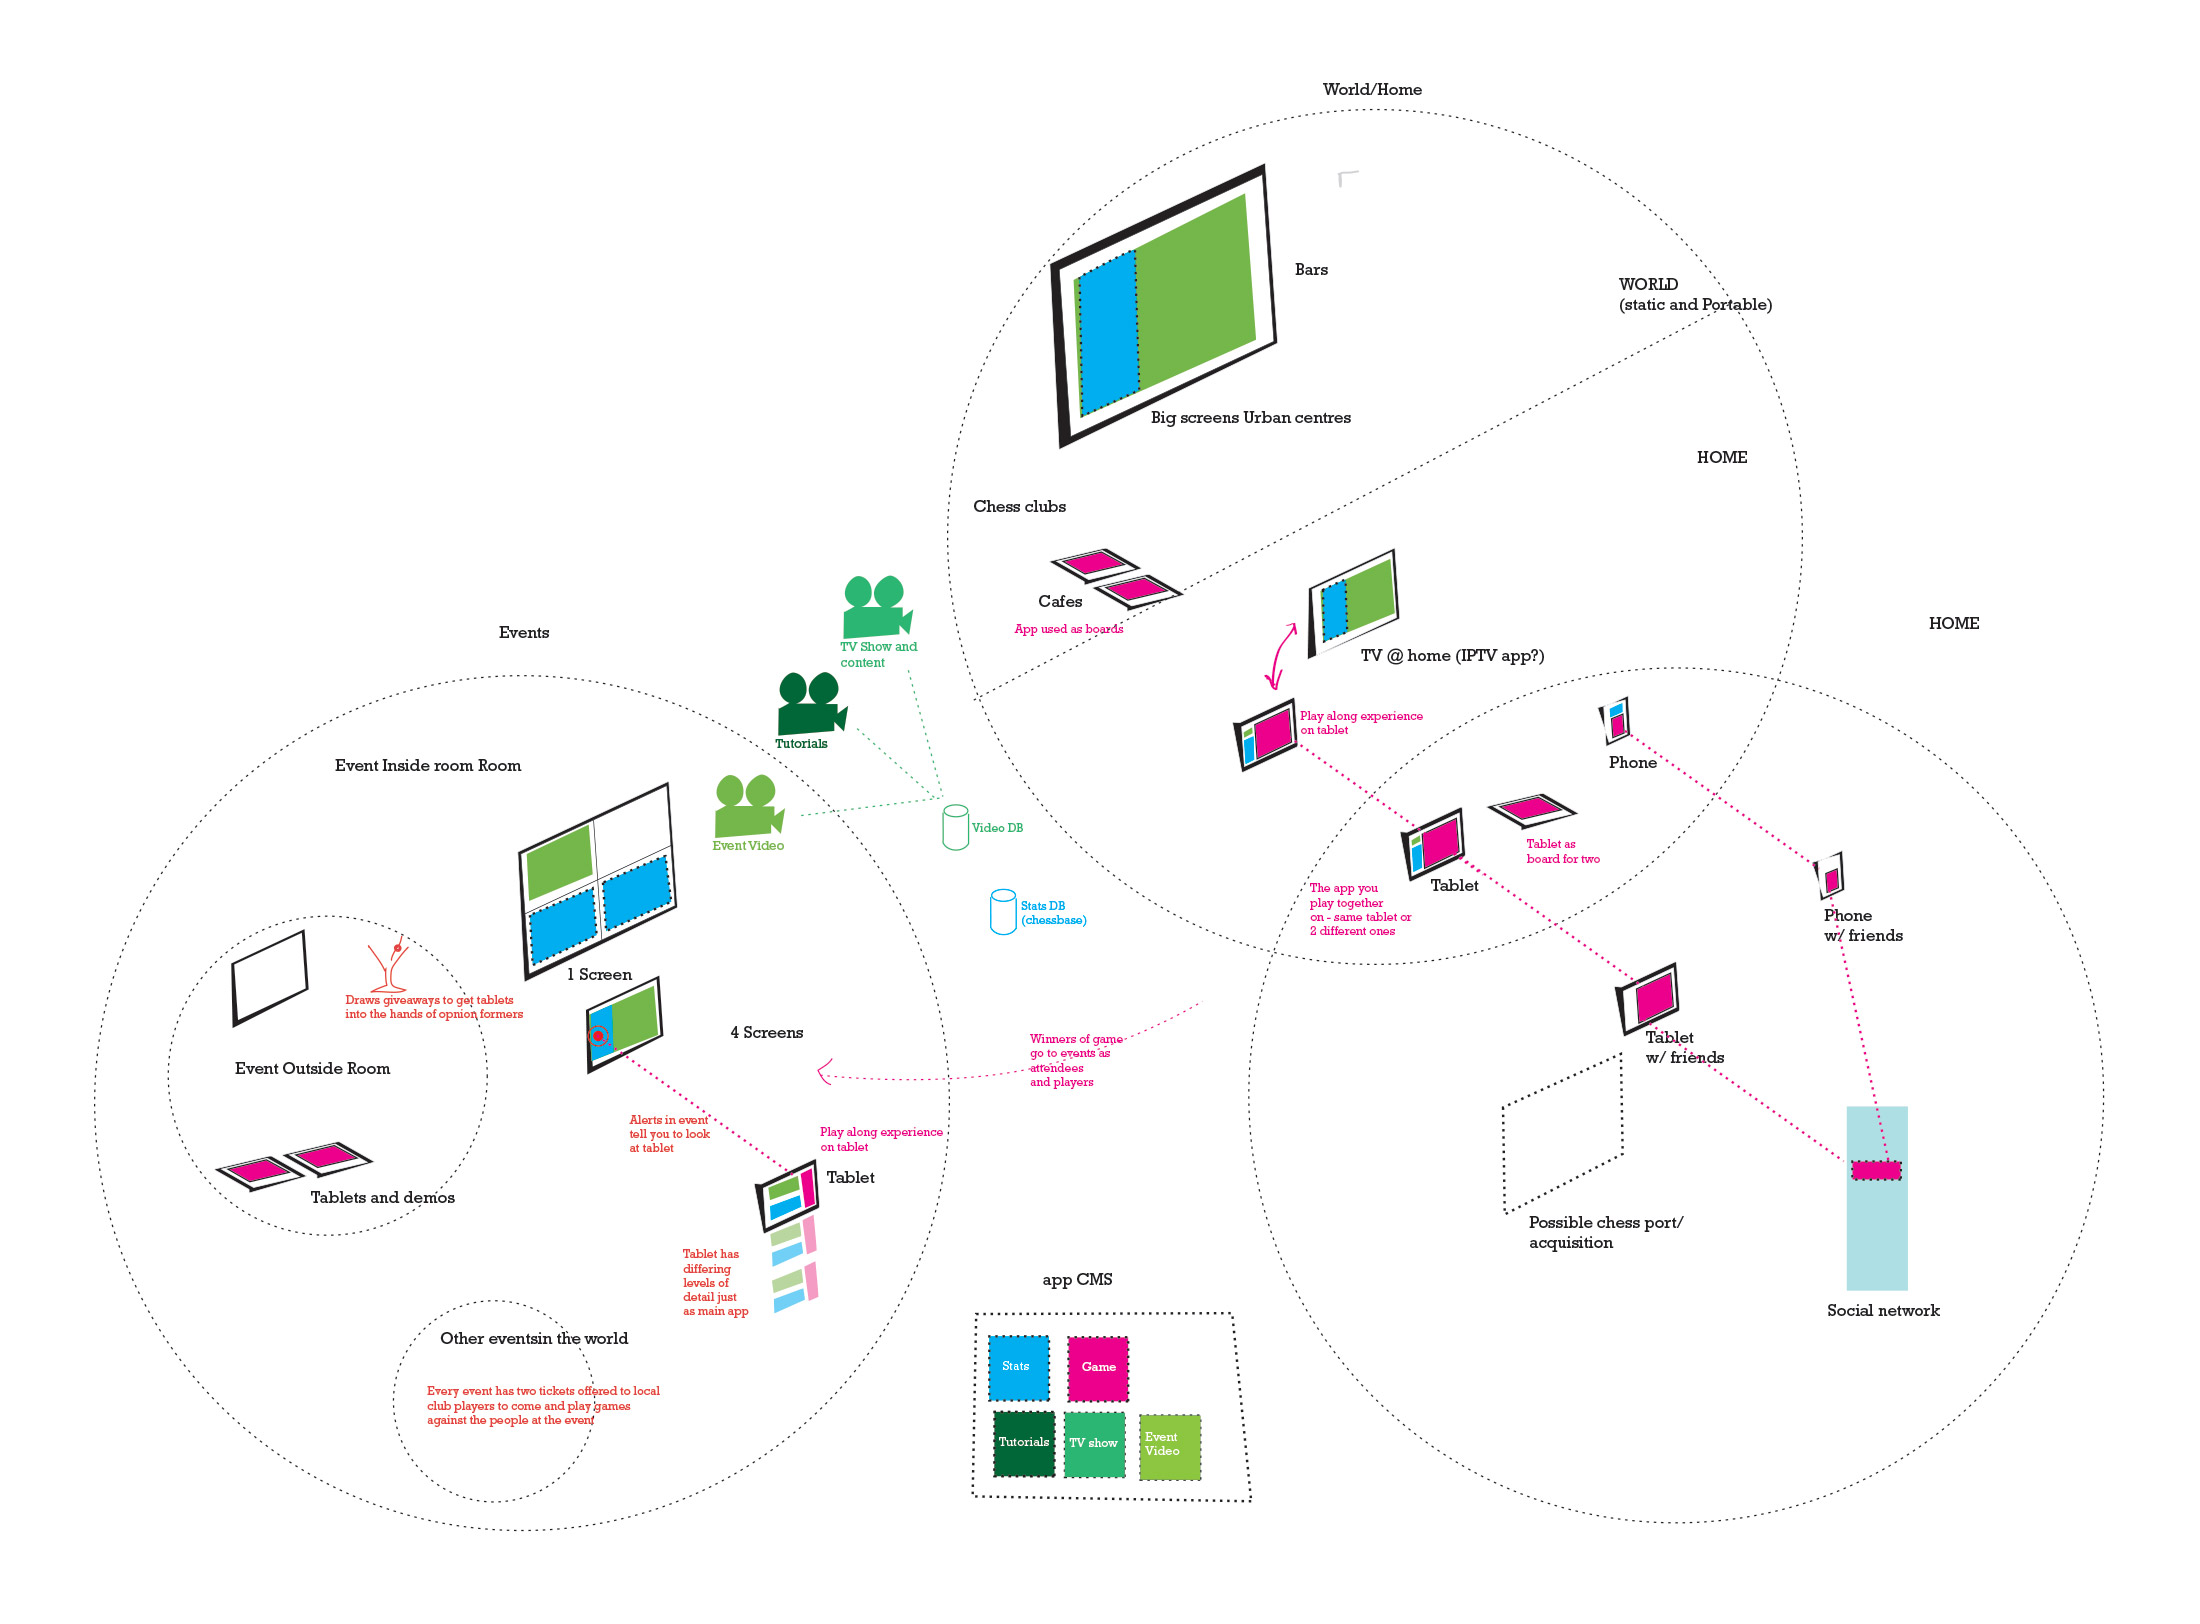 World/Home
Bars
WORLD
(static and Portable)
Big screens Urban centres
HOME
Chess clubs
Cafes
App used as boards
TV @ home (IPTV app?)
HOME
Events
TV Show and
content
Tutorials
Event Video
Video DB
Stats DB
(chessbase)
Play along experience
on tablet
Phone
Tablet as
board for two
Tablet
The app you
play together
on - same tablet or
2 different ones
Phone
w/ friends
Tablet
w/ friends
Event Inside room Room
1 Screen
Draws giveaways to get tablets
into the hands of opnion formers
4 Screens
Winners of game
go to events as
attendees
and players
Event Outside Room
Alerts in event
tell you to look
at tablet
Play along experience
on tablet
Tablet
Tablets and demos
Tablet has
differing
levels of
detail just
as main app
Possible chess port/
acquisition
Social network
Other eventsin the world
Every event has two tickets offered to local
club players to come and play games
against the people at the event
app CMS
Stats
Game
Tutorials
TV show
Event
Video